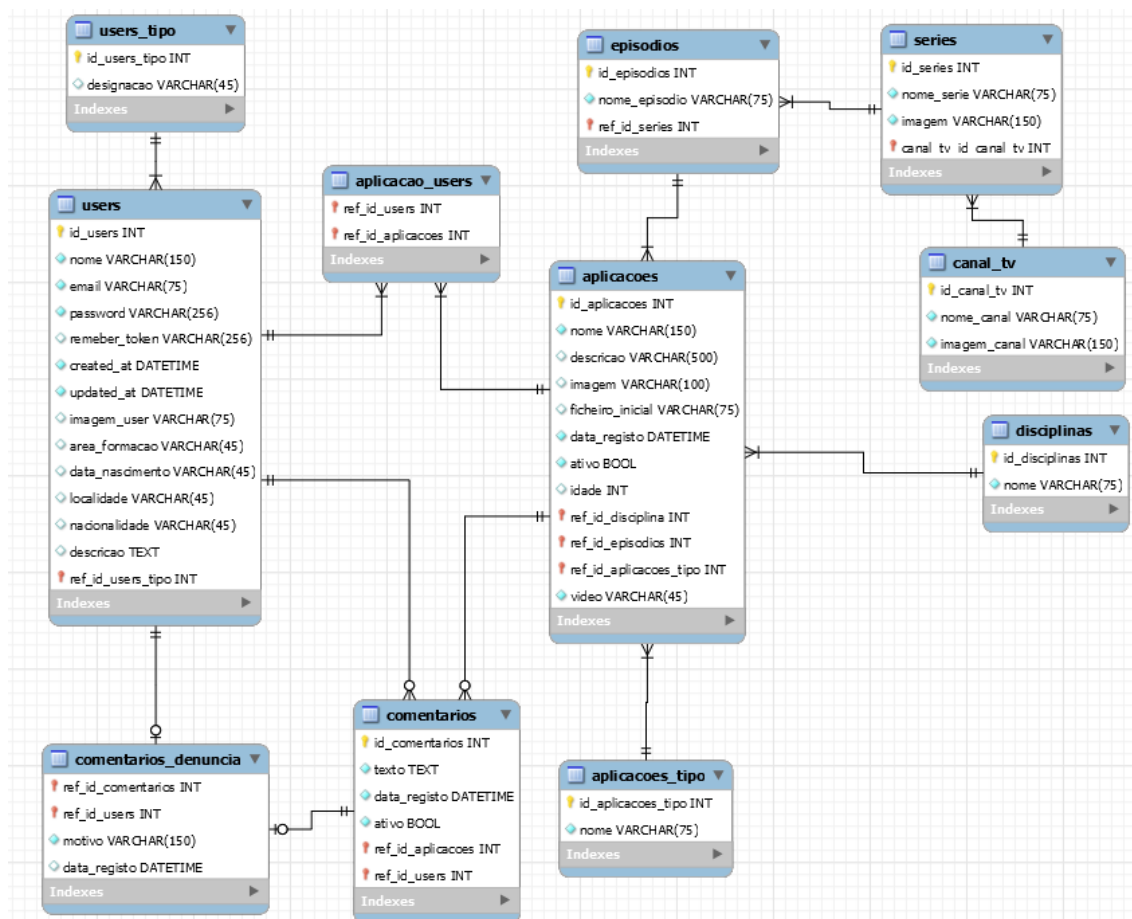 users_tipo
id_users_tipo INT
designacao VARCHAR(45)
Indexes
episodios
id_episodios INT
nome_episodio VARCHAR(75)
ref_id_series INT
Indexes
series
id_series INT
nome_serie VARCHAR(75)
imagem VARCHAR(150)
canal_tv_id_canal_tv INT
Indexes
users
id_users INT
nome VARCHAR(150)
email VARCHAR(75)
password VARCHAR(256)
remeber_token VARCHAR(256)
created_at DATETIME
updated_at DATETIME
imagem_user VARCHAR(75)
area_formacao VARCHAR(45)
data_nascimento VARCHAR(45)
localidade VARCHAR(45)
nacionalidade VARCHAR(45)
descricao TEXT
ref_id_users_tipo INT
Indexes
aplicacao_users
ref_id_users INT
ref_id_aplicacoes INT
Indexes
aplicacoes
id_aplicacoes INT
nome VARCHAR(150)
descricao VARCHAR(500)
imagem VARCHAR(100)
ficheiro_inicial VARCHAR(75)
data_registo DATETIME
ativo BOOL
idade INT
ref_id_disciplina INT
ref_id_episodios INT
ref_id_aplicacoes_tipo INT
video VARCHAR(45)
Indexes
canal_tv
id_canal_tv INT
nome_canal VARCHAR(75)
imagem_canal VARCHAR(150)
Indexes
disciplinas
id_disciplinas INT
nome VARCHAR(75)
Indexes
comentarios_denuncia
ref_id_comentarios INT
ref_id_users INT
motivo VARCHAR(150)
data_registo DATETIME
Indexes
comentarios
id_comentarios INT
texto TEXT
data_registo DATETIME
ativo BOOL
ref_id_aplicacoes INT
ref_id_users INT
Indexes
aplicacoes_tipo
id_aplicacoes_tipo INT
nome VARCHAR(75)
Indexes